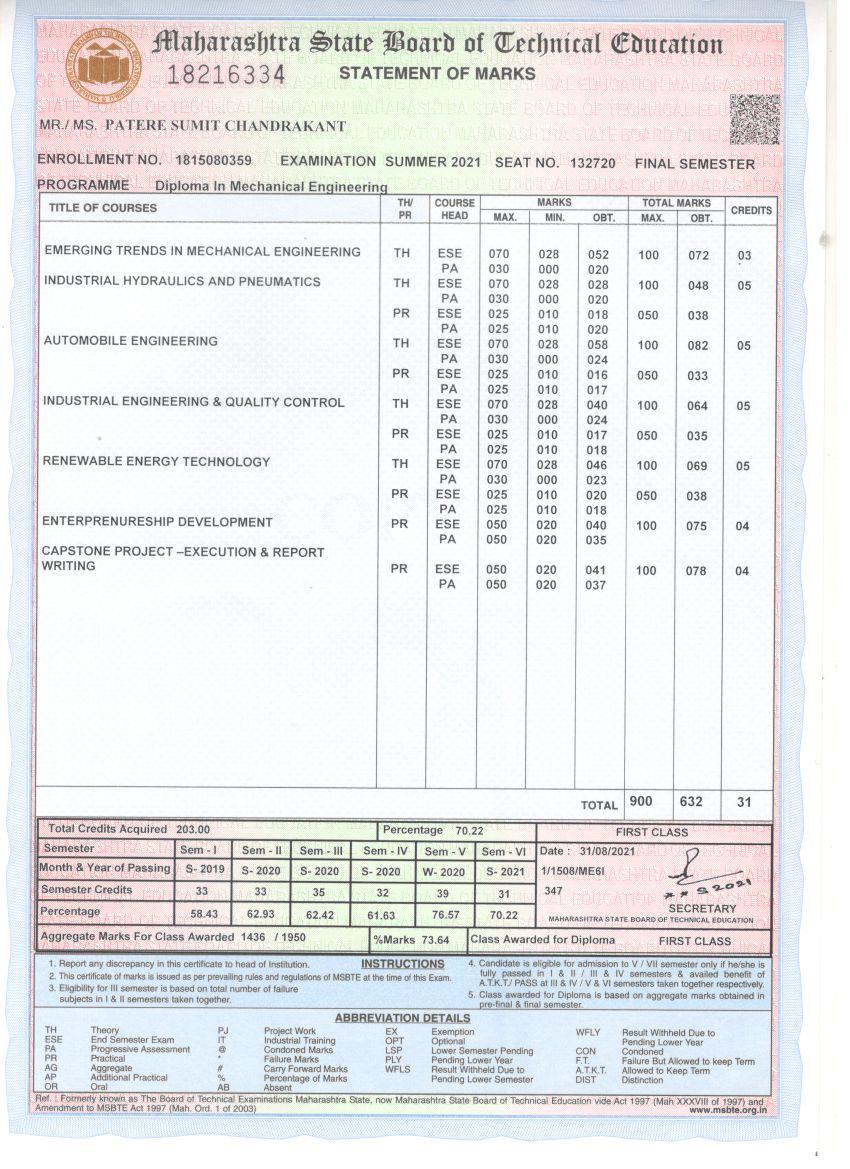 Maharashtra State Board of Technical Education
18216334 STATEMENT OF MARKS
MR./ MS. PATERE SUMIT CHANDRAKANT
ENROLLMENT NO. 1815080359 EXAMINATION SUMMER 2021 SEAT NO. 132720 FINAL SEMESTER
PROGRAMME Diploma In Mechanical Engineering
TITLE OF COURSES TH/ PR COURSE HEAD MARKS TOTAL MARKS CREDITS
MAX. MIN. OBT. MAX. OBT.
EMERGING TRENDS IN MECHANICAL ENGINEERING TH ESE 070 028 052 100 072 03
PA 030 000 020
INDUSTRIAL HYDRAULICS AND PNEUMATICS TH ESE 070 028 028 100 048 05
PA 030 000 020
PR ESE 025 010 018 050 038
PA 025 010 020
AUTOMOBILE ENGINEERING TH ESE 070 028 058 100 082 05
PA 030 000 024
PR ESE 025 010 016 050 033
PA 025 010 017
INDUSTRIAL ENGINEERING & QUALITY CONTROL TH ESE 070 028 040 100 064 05
PA 030 000 024
PR ESE 025 010 017 050 035
PA 025 010 018
RENEWABLE ENERGY TECHNOLOGY TH ESE 070 028 046 100 069 05
PA 030 000 023
PR ESE 025 010 020 050 038
PA 025 010 018
ENTERPRENURESHIP DEVELOPMENT PR ESE 050 020 040 100 075 04
PA 050 020 035
CAPSTONE PROJECT –EXECUTION & REPORT
WRITING PR ESE 050 020 041 100 078 04
PA 050 020 037
TOTAL 900 632 31
Total Credits Acquired 203.00 Percentage 70.22 FIRST CLASS
Semester Sem - I Sem - II Sem - III Sem - IV Sem - V Sem - VI Date : 31/08/2021
Month & Year of Passing S- 2019 S- 2020 S- 2020 S- 2020 W- 2020 S- 2021 1/1508/ME6I
Semester Credits 33 33 35 32 39 31 347
Percentage 58.43 62.93 62.42 61.63 76.57 70.22 SECRETARY
MAHARASHTRA STATE BOARD OF TECHNICAL EDUCATION
Aggregate Marks For Class Awarded 1436 / 1950 %Marks 73.64 Class Awarded for Diploma FIRST CLASS
INSTRUCTIONS
1. Report any discrepancy in this certificate to head of Institution.
2. This certificate of marks is issued as per prevailing rules and regulations of MSBTE at the time of this Exam.
3. Eligibility for III semester is based on total number of failure
subjects in I & II semesters taken together.
4. Candidate is eligible for admission to V / VII semester only if he/she is
fully passed in I & II / III & IV semesters & availed benefit of
A.T.K.T./ PASS at III & IV / V & VI semesters taken together respectively.
5. Class awarded for Diploma is based on aggregate marks obtained in
pre-final & final semester.
ABBREVIATION DETAILS
TH Theory PJ Project Work EX Exemption WFLY Result Withheld Due to
ESE End Semester Exam IT Industrial Training OPT Optional Pending Lower Year
PA Progressive Assessment @ Condoned Marks LSP Lower Semester Pending CON Condoned
PR Practical * Failure Marks PLY Pending Lower Year F.T. Failure But Allowed to keep Term
AG Aggregate # Carry Forward Marks WFLS Result Withheld Due to A.T.K.T. Allowed to Keep Term
AP Additional Practical % Percentage of Marks Pending Lower Semester DIST Distinction
OR Oral AB Absent
Ref. : Formerly known as The Board of Technical Examinations Maharashtra State, now Maharashtra State Board of Technical Education vide Act 1997 (Mah XXXVIII of 1997) and
Amendment to MSBTE Act 1997 (Mah. Ord. 1 of 2003) www.msbte.org.in